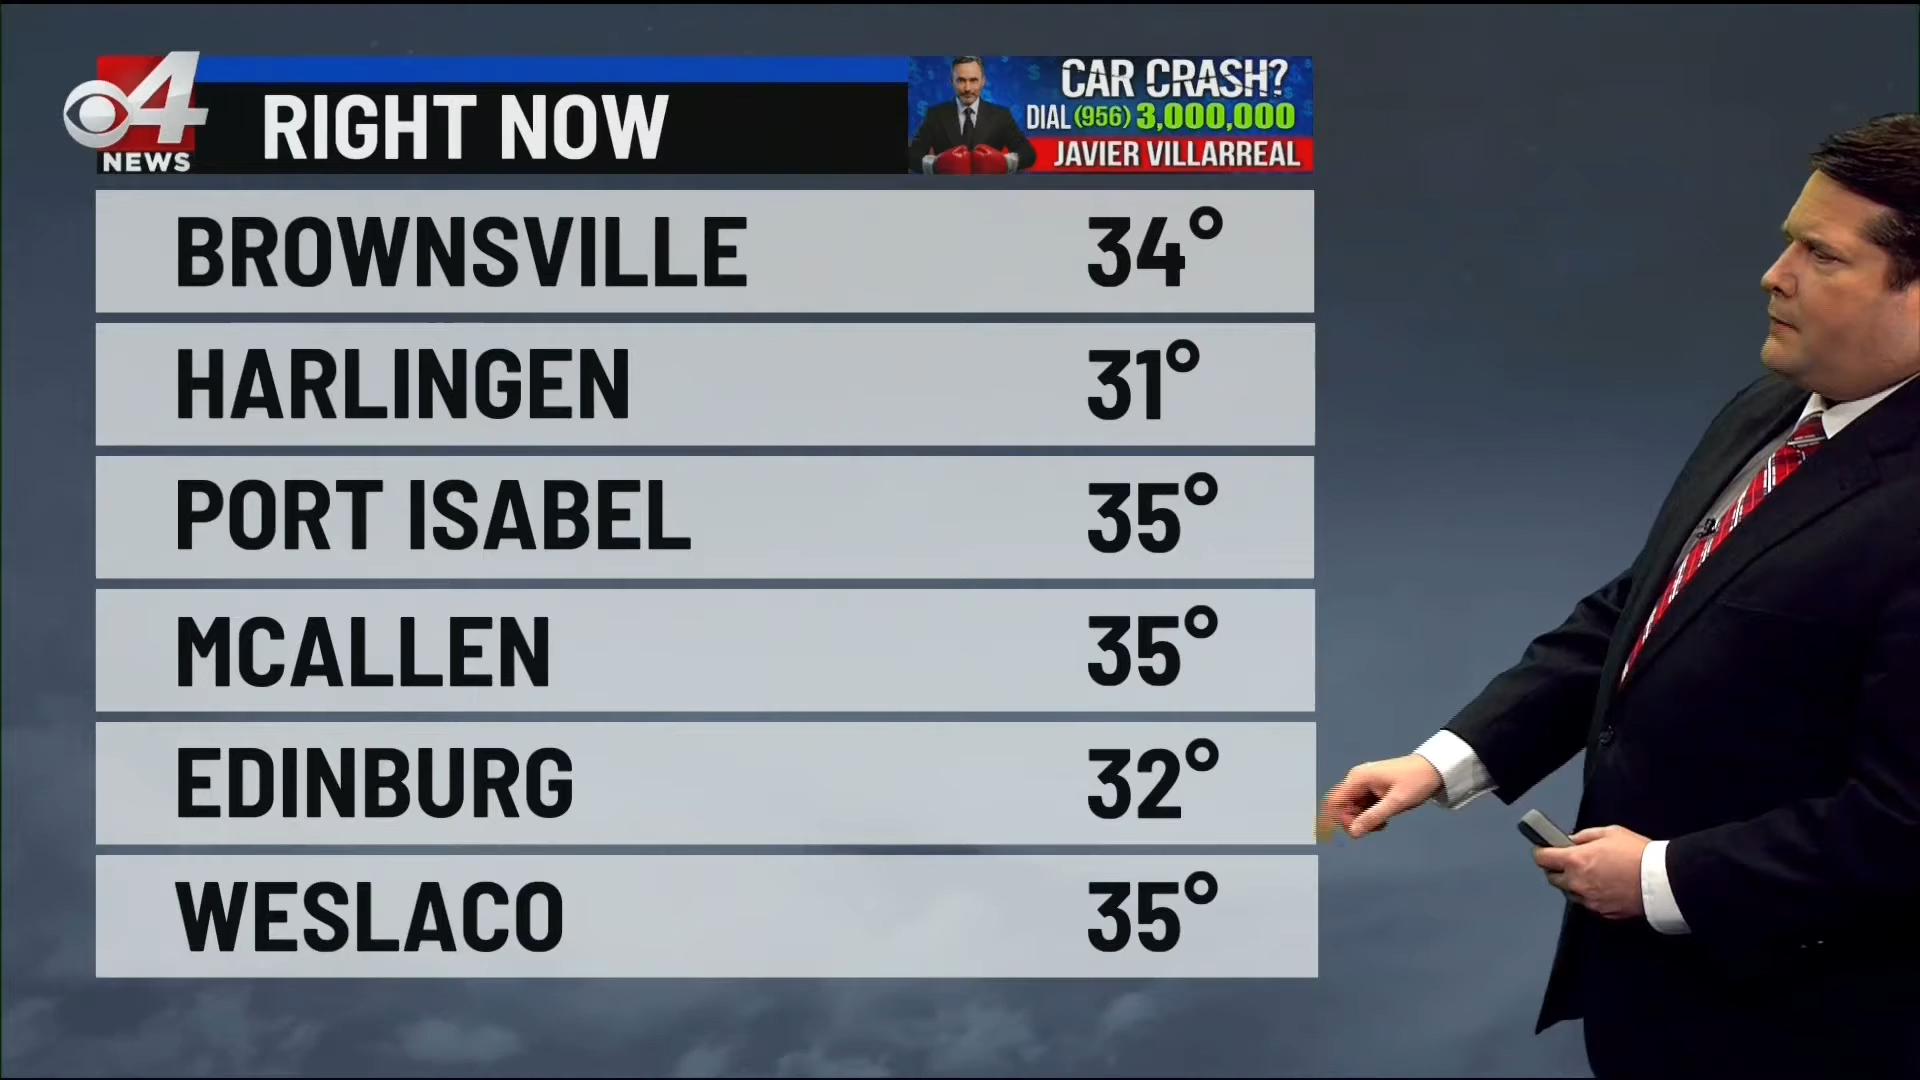 4
NEWS
RIGHT NOW
CAR CRASH?
DIAL (956) 3,000,000
JAVIER VILLARREAL
BROWNSVILLE 34°
HARLINGEN 31°
PORT ISABEL 35°
MCALLEN 35°
EDINBURG 32°
WESLACO 35°